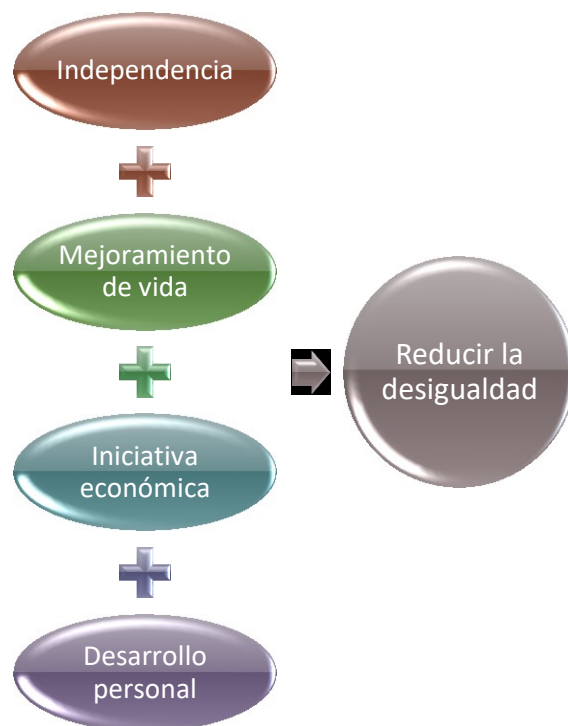 Independencia
Mejoramiento
de vida
Iniciativa
económica
Desarrollo
personal
Reducir la
desigualdad